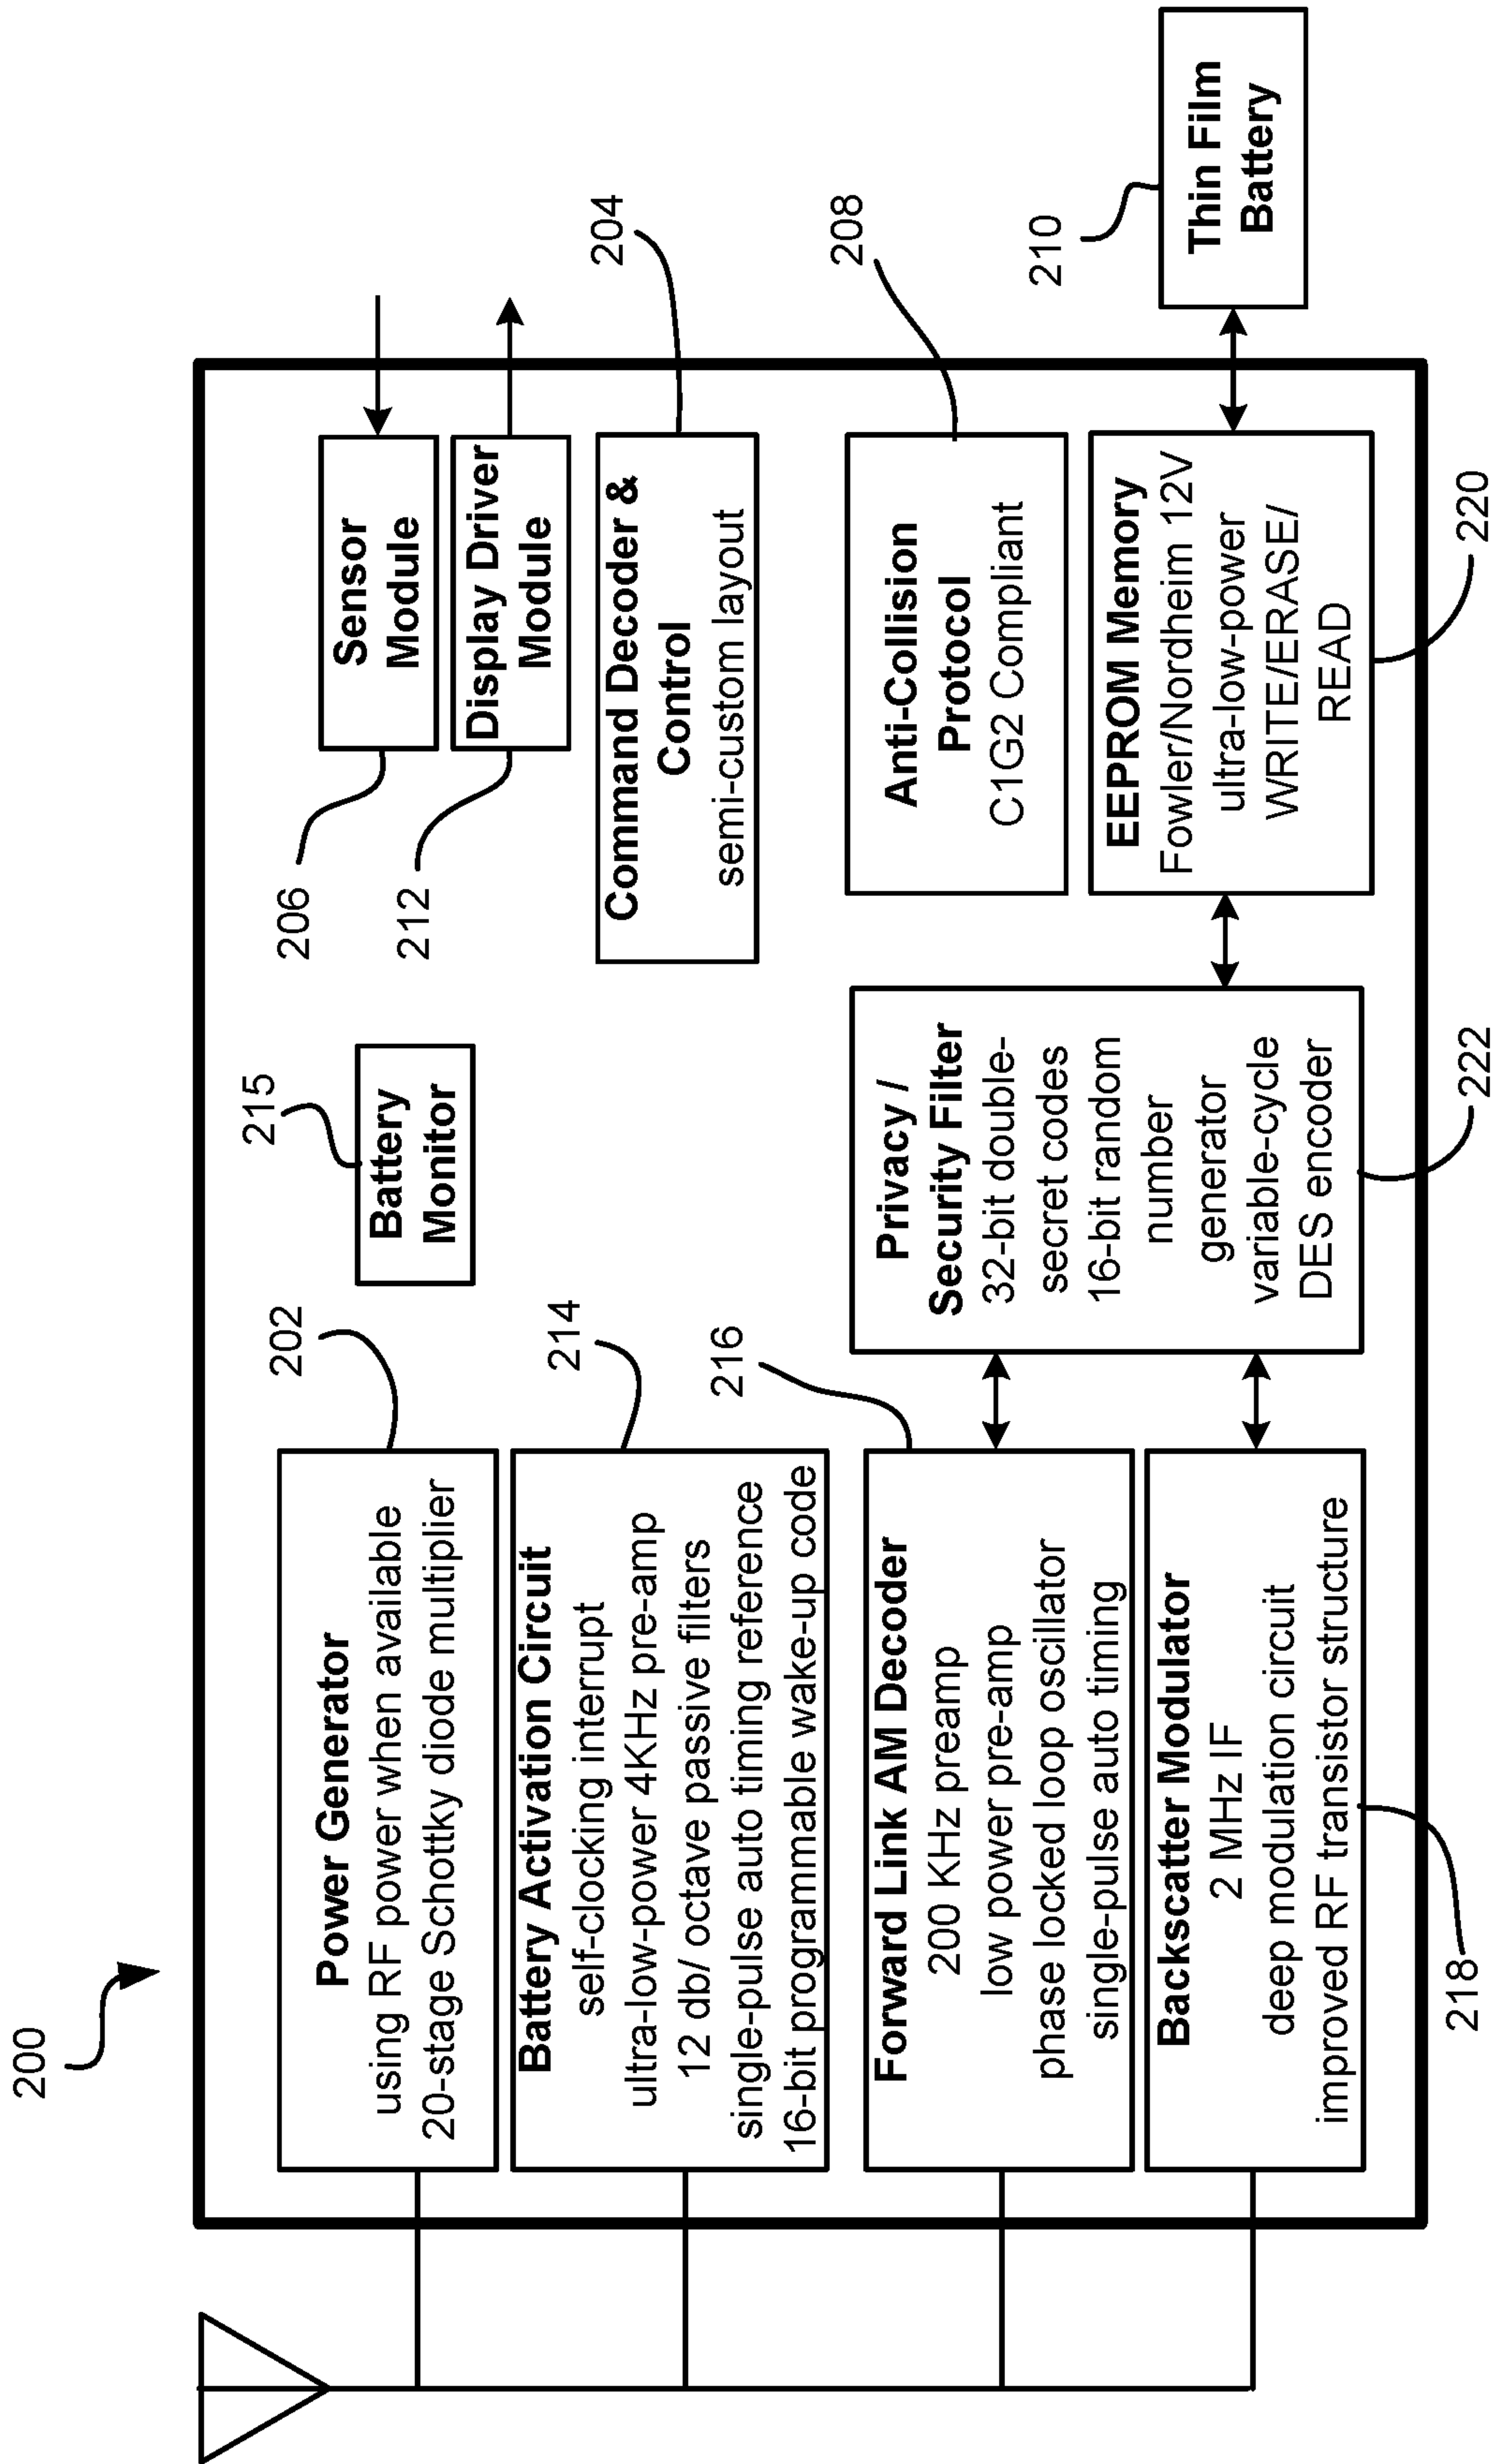 200
Power Generator
using RF power when available
20-stage Schottky diode multiplier
202
Battery Activation Circuit
self-clocking interrupt
ultra-low-power 4KHz pre-amp
12 db/ octave passive filters
single-pulse auto timing reference
16-bit programmable wake-up code
214
Forward Link AM Decoder
200 KHz preamp
low power pre-amp
phase locked loop oscillator
single-pulse auto timing
216
Backscatter Modulator
2 MHz IF
deep modulation circuit
improved RF transistor structure
218
215
Battery
Monitor
Privacy /
Security Filter
32-bit double-
secret codes
16-bit random
number
generator
variable-cycle
DES encoder
222
206
Sensor
Module
212
Display Driver
Module
Command Decoder &
Control
semi-custom layout
204
Anti-Collision
Protocol
C1G2 Compliant
208
EEPROM Memory
Fowler/Nordheim 12V
ultra-low-power
WRITE/ERASE/
READ
220
210
Thin Film
Battery